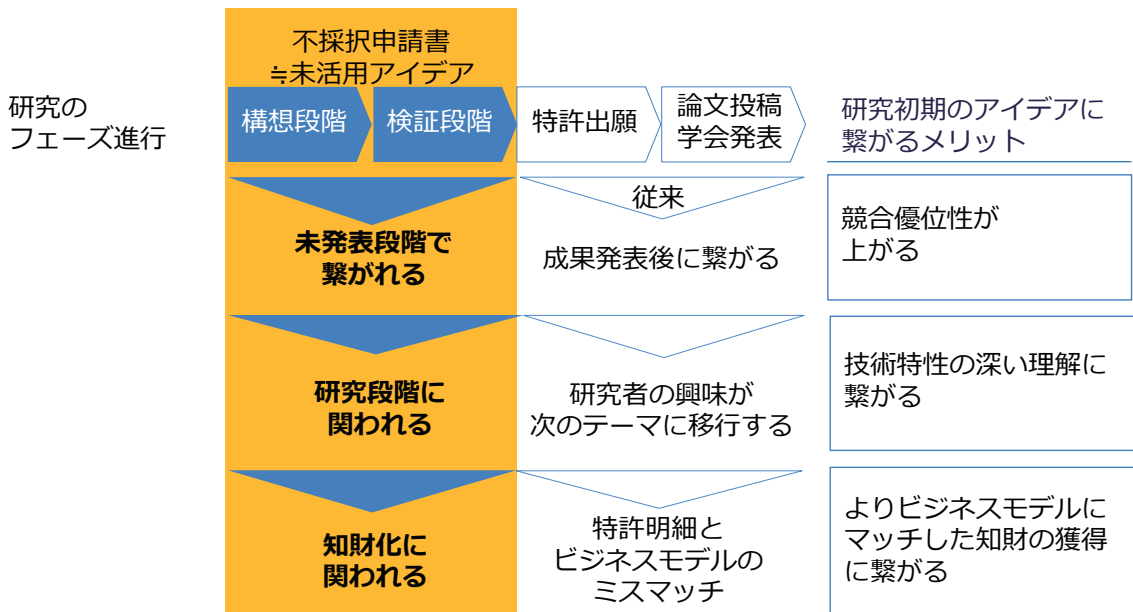 不採択申請書
≒未活用アイデア
研究の
フェーズ進行
構想段階
検証段階
特許出願
論文投稿
学会発表
研究初期のアイデアに
繋がるメリット
従来
未発表段階で
繋がれる
成果発表後に繋がる
競合優位性が
上がる
研究段階に
関われる
研究者の興味が
次のテーマに移行する
技術特性の深い理解に
繋がる
知財化に
関われる
特許明細と
ビジネスモデルの
ミスマッチ
よりビジネスモデルに
マッチした知財の獲得
に繋がる